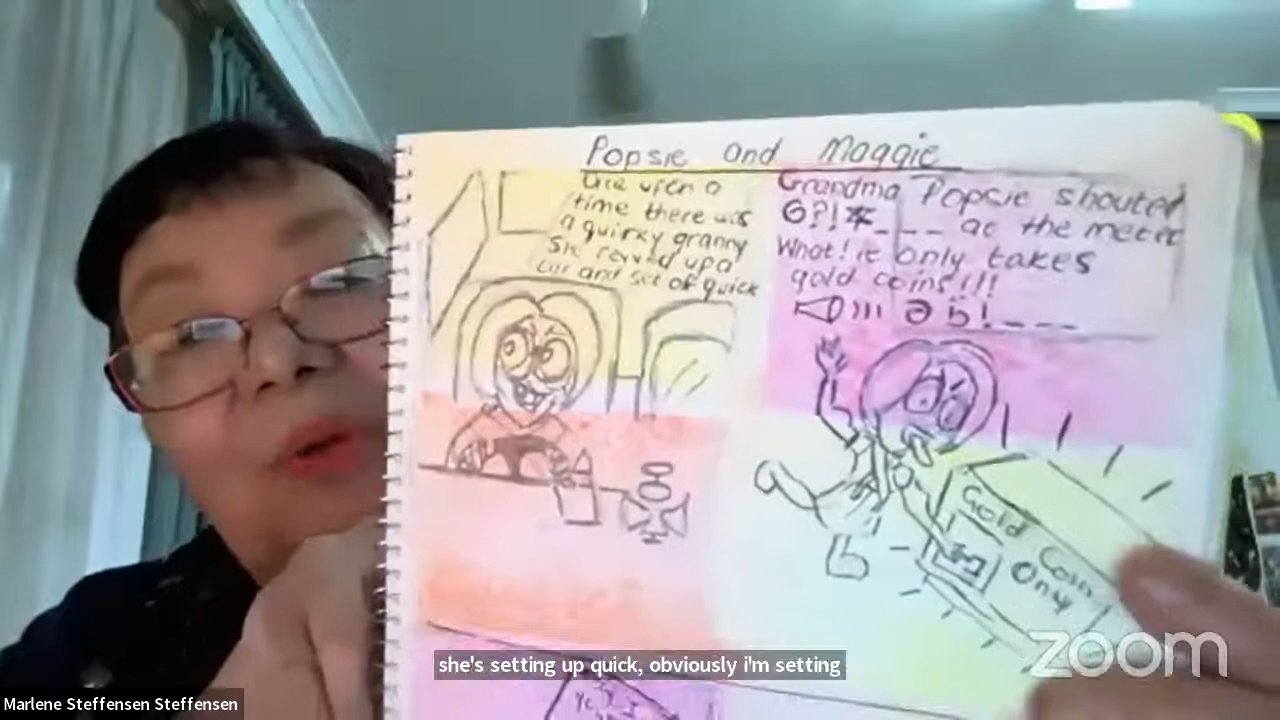 Popsie and Maggie
Once upon a
time there was
a quirky granny
She revved up a
car and set of quick
Grandma Popsie shouted
6?!*_ _ _ at the meter
What! it only takes
gold coins!!!
Gold Coin
Only
she's setting up quick, obviously i'm setting
zoom
Marlene Steffensen Steffensen